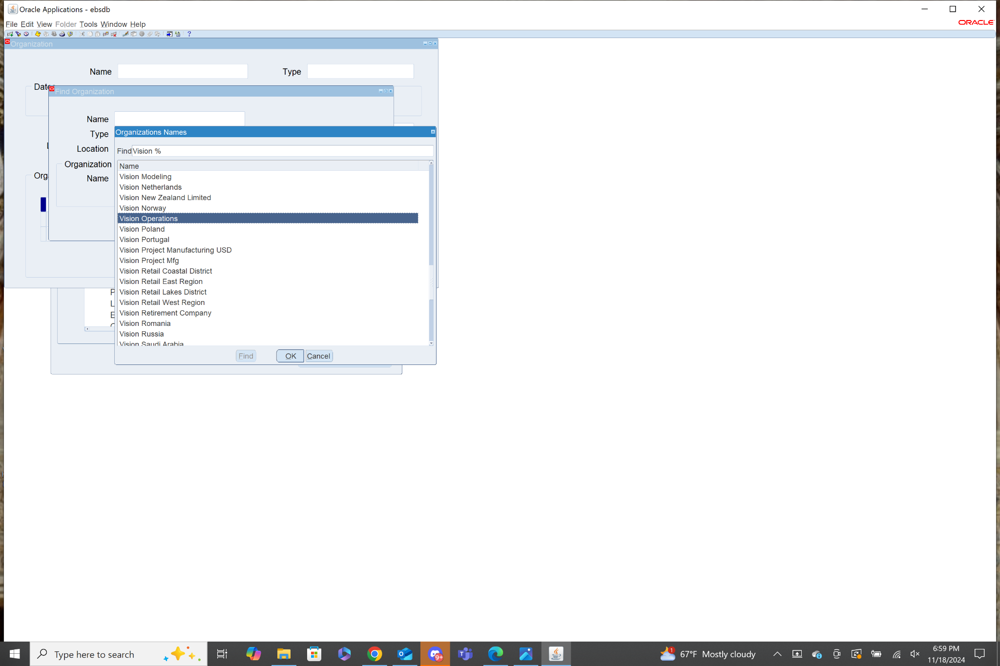 Oracle Applications - ebsdb
File Edit View Folder Tools Window Help
ORACLE
Organization
Name
Type
Find Organization
Name
Type
Location
Organization
Name
Organizations Names
Find Vision %
Name
Vision Modeling
Vision Netherlands
Vision New Zealand Limited
Vision Norway
Vision Operations
Vision Poland
Vision Portugal
Vision Project Manufacturing USD
Vision Project Mfg
Vision Retail Coastal District
Vision Retail East Region
Vision Retail Lakes District
Vision Retail West Region
Vision Retirement Company
Vision Romania
Vision Russia
Vision Saudi Arabia
Find
OK
Cancel
Type here to search
9+
1
67°F Mostly cloudy
6:59 PM
11/18/2024